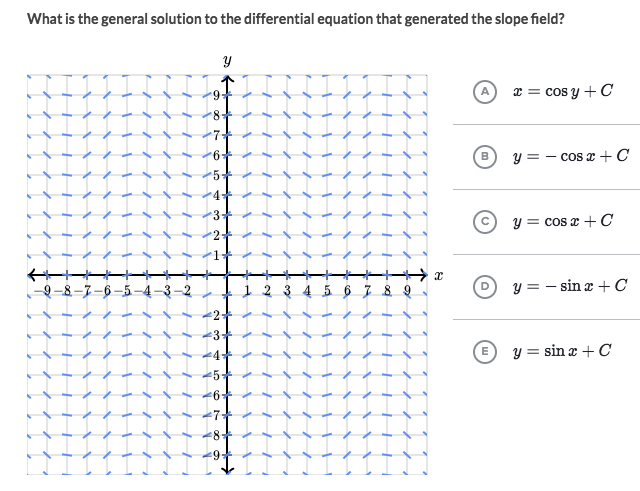 What is the general solution to the differential equation that generated the slope field?
y
9
8
7
6
5
4
3
2
1
x
-9 -8 -7 -6 -5 -4 -3 -2 1 2 3 4 5 6 7 8 9
-2
-3
-4
-5
-6
-7
-8
-9
A x = cos y + C
B y = − cos x + C
C y = cos x + C
D y = − sin x + C
E y = sin x + C